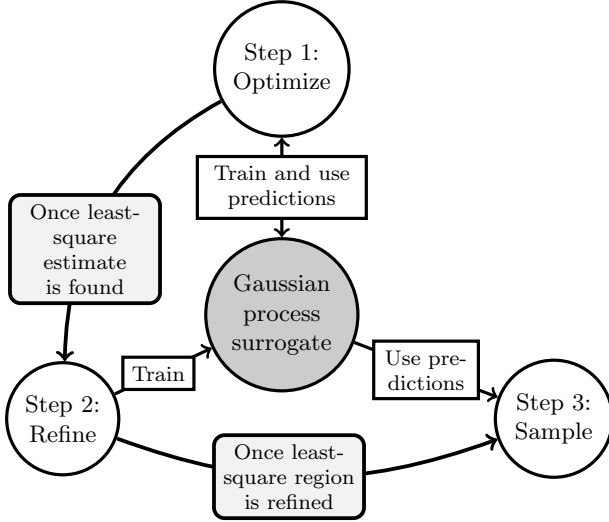 Step 1:
Optimize
Train and use
predictions
Once least-
square
estimate
is found
Gaussian
process
surrogate
Train
Use pre-
dictions
Step 2:
Refine
Step 3:
Sample
Once least-
square region
is refined